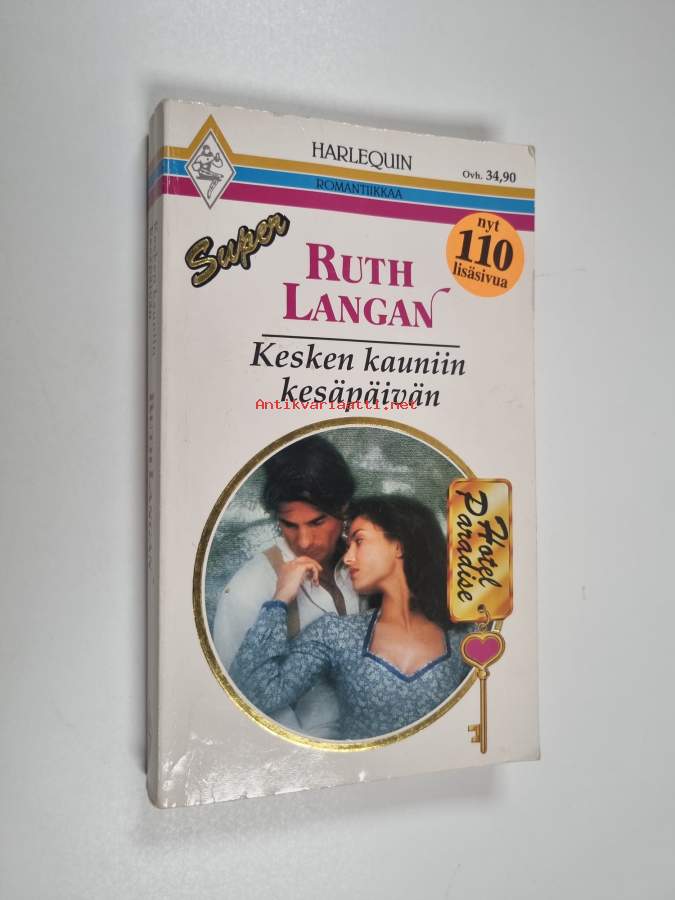 HARLEQUIN
Ovh. 34,90
ROMANTIIKKAA
Super
nyt
110
lisäsivua
RUTH
LANGAN
Kesken kauniin
kesäpäivän
Antikvariaatti.net
Hotel
Paradise